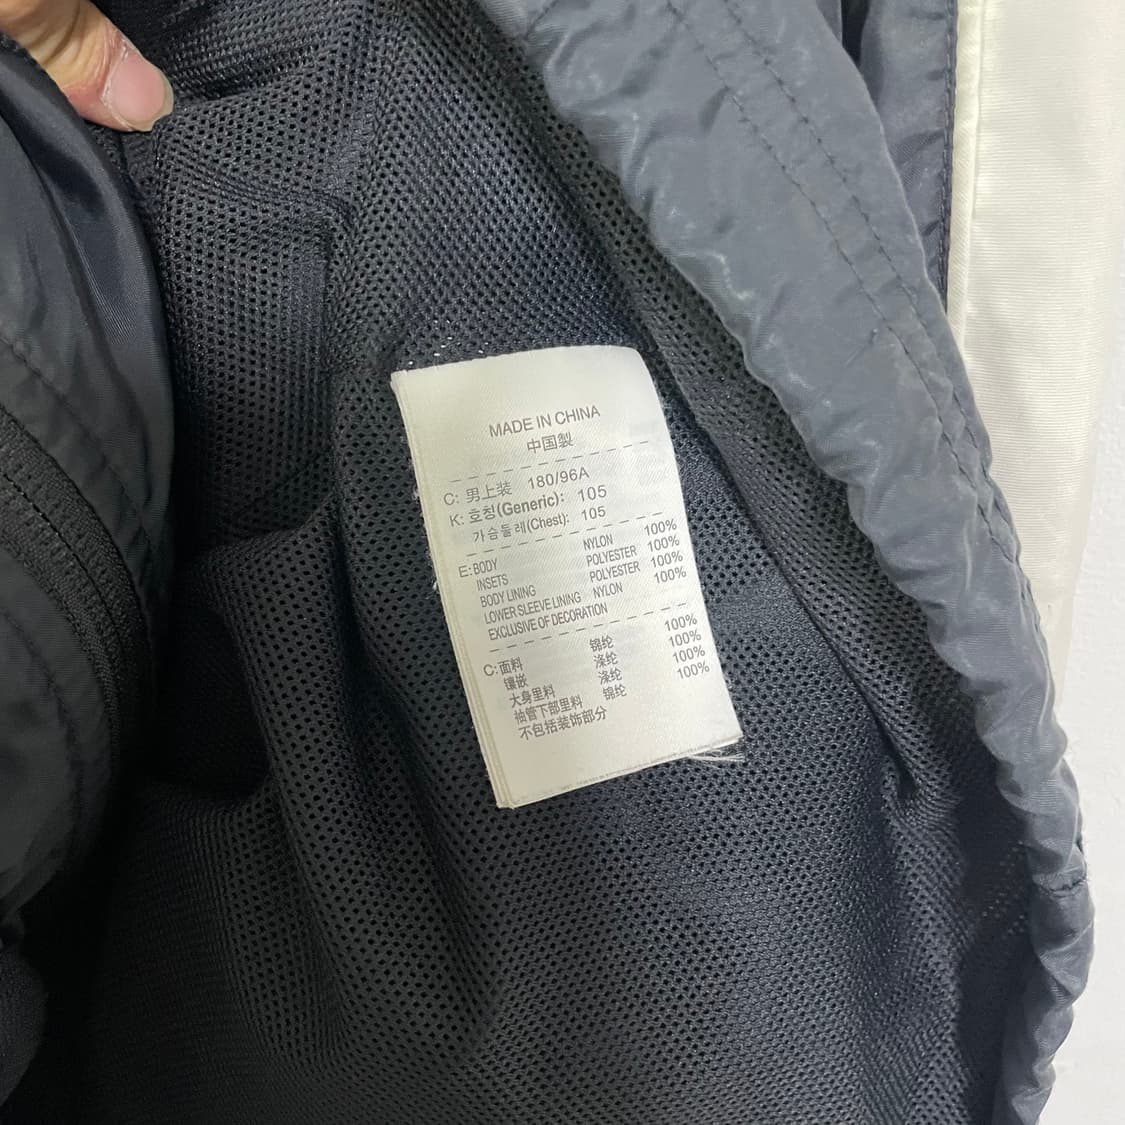 MADE IN CHINA
中国製
C: 男上装 180/96A
K: 호칭(Generic): 105
가슴둘레(Chest): 105
E: BODY NYLON 100%
INSETS POLYESTER 100%
BODY LINING POLYESTER 100%
LOWER SLEEVE LINING NYLON 100%
EXCLUSIVE OF DECORATION
C: 面料 锦纶 100%
镶嵌 涤纶 100%
大身里料 涤纶 100%
袖管下部里料 锦纶 100%
不包括装饰部分